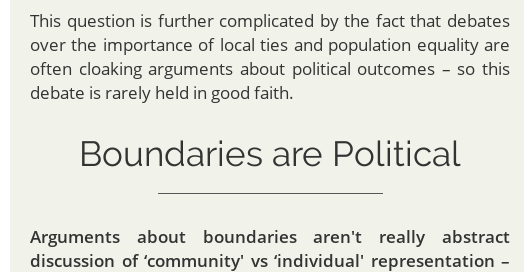 This question is further complicated by the fact that debates
over the importance of local ties and population equality are
often cloaking arguments about political outcomes – so this
debate is rarely held in good faith.
Boundaries are Political
Arguments about boundaries aren't really abstract
discussion of ‘community' vs ‘individual' representation –